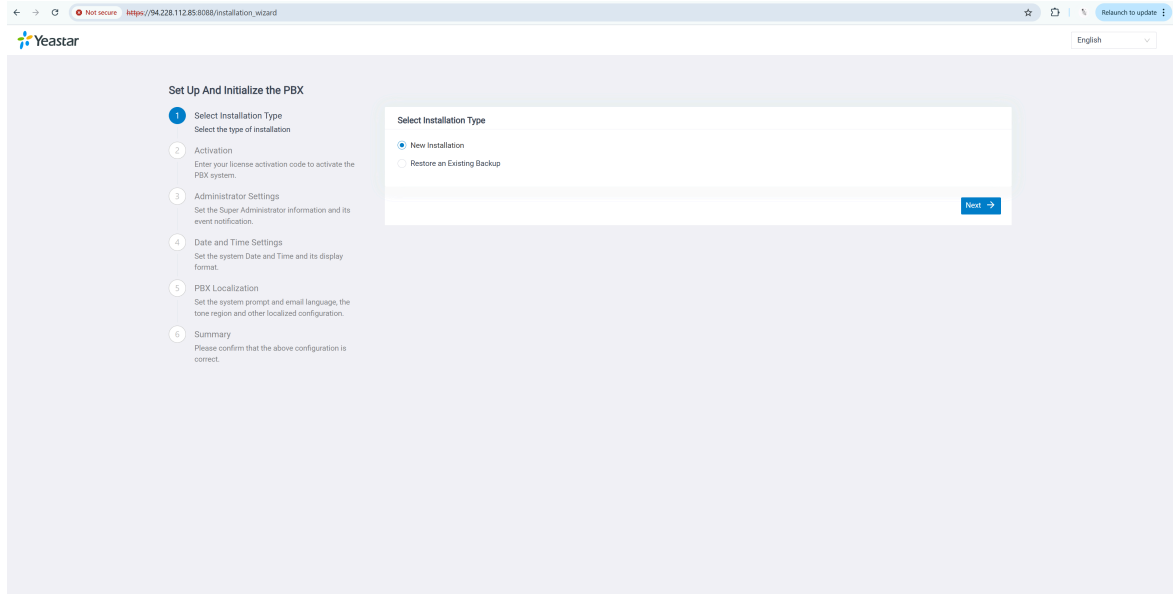 Not secure
https://94.228.112.85:8088/installation_wizard
Relaunch to update
Yeastar
English
Set Up And Initialize the PBX
1
Select Installation Type
Select the type of installation
2
Activation
Enter your license activation code to activate the
PBX system.
3
Administrator Settings
Set the Super Administrator information and its
event notification.
4
Date and Time Settings
Set the system Date and Time and its display
format.
5
PBX Localization
Set the system prompt and email language, the
tone region and other localized configuration.
6
Summary
Please confirm that the above configuration is
correct.
Select Installation Type
New Installation
Restore an Existing Backup
Next